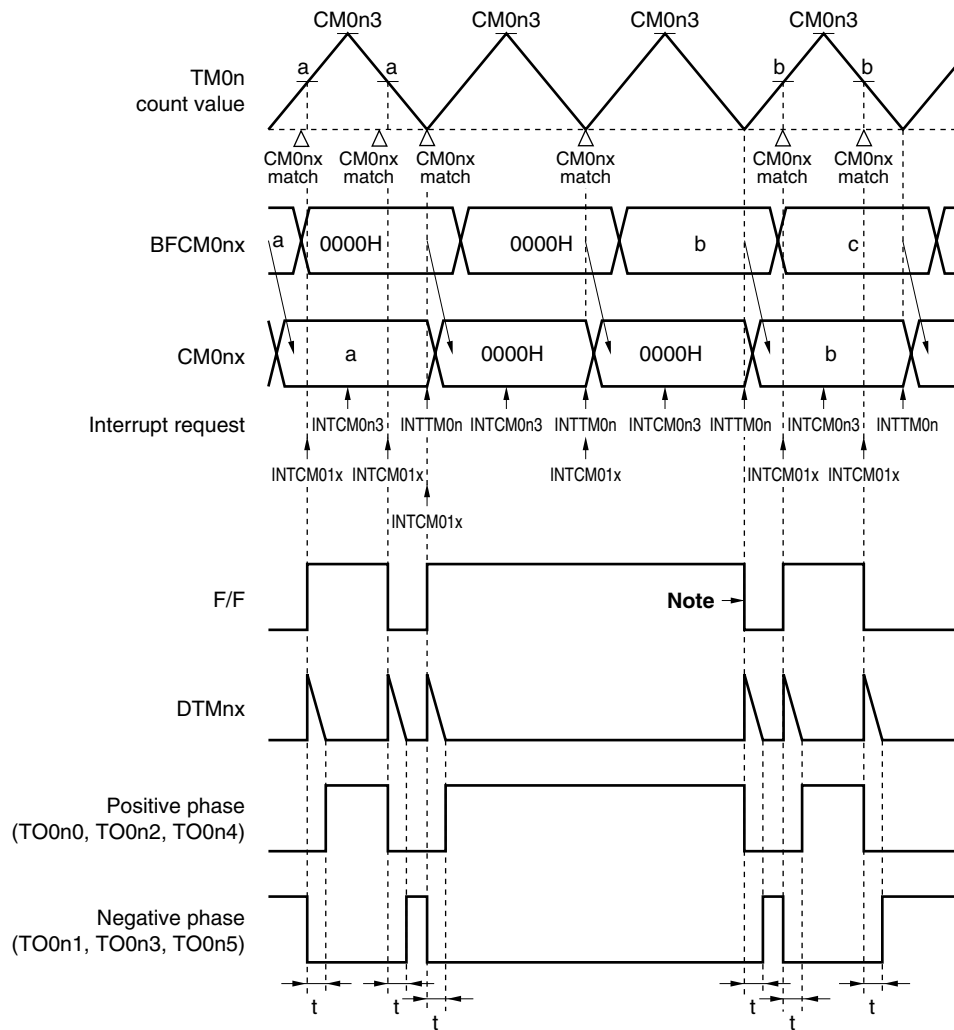 CM0n3 CM0n3 CM0n3 CM0n3
a a b b
TM0n
count value
CM0nx CM0nx CM0nx CM0nx CM0nx CM0nx
match match match match match match
BFCM0nx a 0000H 0000H b c
CM0nx a 0000H 0000H b
Interrupt request INTCM0n3 INTTM0n INTCM0n3 INTTM0n INTCM0n3 INTTM0n INTCM0n3 INTTM0n
INTCM01x INTCM01x INTCM01x INTCM01x INTCM01x
INTCM01x
F/F Note
DTMnx
Positive phase
(TO0n0, TO0n2, TO0n4)
Negative phase
(TO0n1, TO0n3, TO0n5)
t t t t
t t